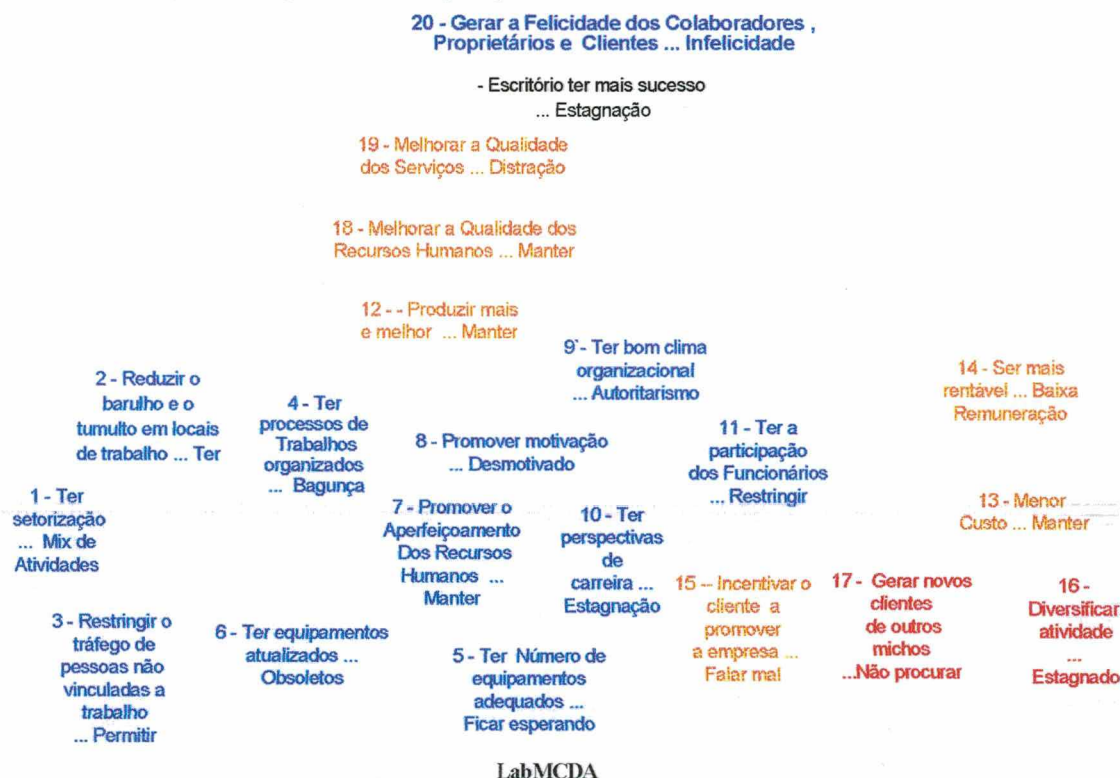 20 - Gerar a Felicidade dos Colaboradores ,
Proprietários e Clientes ... Infelicidade
- Escritório ter mais sucesso
... Estagnação
19 - Melhorar a Qualidade
dos Serviços ... Distração
18 - Melhorar a Qualidade dos
Recursos Humanos ... Manter
12 - - Produzir mais
e melhor ... Manter
9 - Ter bom clima
organizacional
... Autoritarismo
14 - Ser mais
rentável ... Baixa
Remuneração
2 - Reduzir o
barulho e o
tumulto em locais
de trabalho ... Ter
4 - Ter
processos de
Trabalhos
organizados
... Bagunça
8 - Promover motivação
... Desmotivado
11 - Ter a
participação
dos Funcionários
... Restringir
1 - Ter
setorização
... Mix de
Atividades
7 - Promover o
Aperfeiçoamento
Dos Recursos
Humanos ...
Manter
10 - Ter
perspectivas
de
carreira ...
Estagnação
13 - Menor
Custo ... Manter
3 - Restringir o
tráfego de
pessoas não
vinculadas a
trabalho
... Permitir
6 - Ter equipamentos
atualizados ...
Obsoletos
5 - Ter Número de
equipamentos
adequados ...
Ficar esperando
15 – Incentivar o
cliente a
promover
a empresa ...
Falar mal
17 - Gerar novos
clientes
de outros
michos
...Não procurar
16 -
Diversificar
atividade
...
Estagnado
LabMCDA